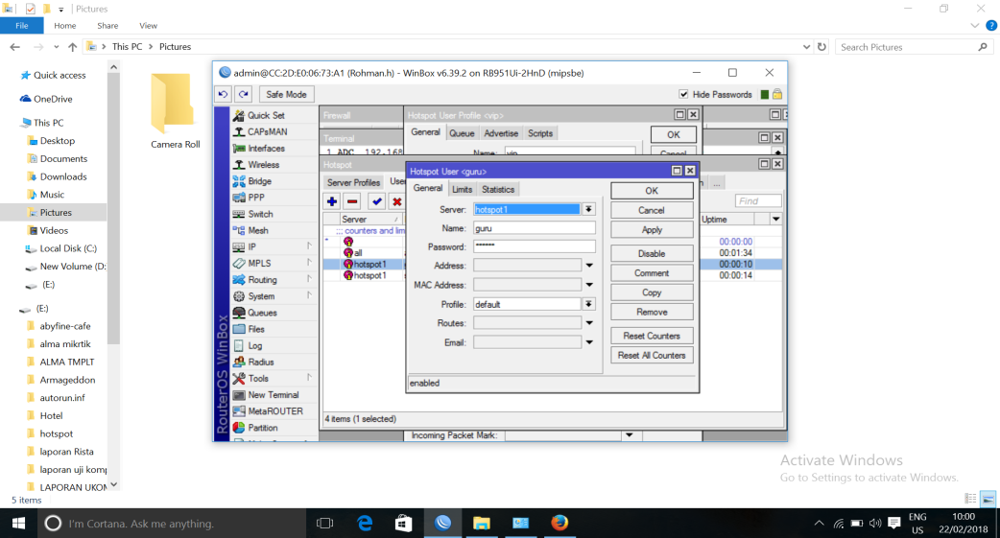 Pictures
File Home Share View
This PC Pictures
Search Pictures
Quick access
OneDrive
This PC
Desktop
Documents
Downloads
Music
Pictures
Videos
Local Disk (C:)
New Volume (D:
(E:)
(E:)
abyfine-cafe
alma mikrtik
ALMA TMPLT
Armageddon
autorun.inf
Hotel
hotspot
laporan Rista
laporan uji komp
LAPORAN UKOM
5 items
Camera Roll
admin@CC:2D:E0:06:73:A1 (Rohman.h) - WinBox v6.39.2 on RB951Ui-2HnD (mipsbe)
Safe Mode
Hide Passwords
RouterOS WinBox
Quick Set
CAPsMAN
Interfaces
Wireless
Bridge
PPP
Switch
Mesh
IP
MPLS
Routing
System
Queues
Files
Log
Radius
Tools
New Terminal
MetaROUTER
Partition
Firewall
Terminal
1 ADC 192.168
Hotspot
Server Profiles
Find
Server
Uptime
::: counters and lim
00:00:00
all 00:01:34
hotspot1 00:00:10
hotspot1 00:00:14
4 items (1 selected)
Hotspot User Profile <vip>
General Queue Advertise Scripts
OK
Cancel
Name: vip
Incoming Packet Mark:
Hotspot User <guru>
General Limits Statistics
Server: hotspot1
Name: guru
Password: ******
Address:
MAC Address:
Profile: default
Routes:
Email:
OK
Cancel
Apply
Disable
Comment
Copy
Remove
Reset Counters
Reset All Counters
enabled
Activate Windows
Go to Settings to activate Windows.
I'm Cortana. Ask me anything.
ENG
US
10:00
22/02/2018